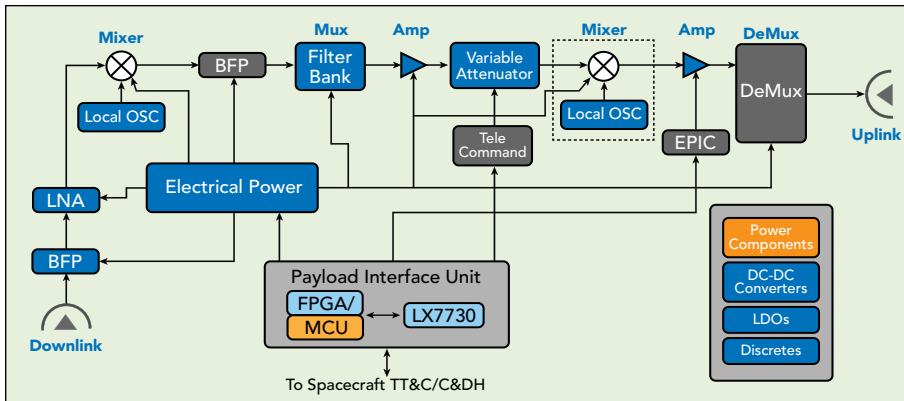 Mixer
Mux
Amp
Mixer
Amp
DeMux
BFP
Filter
Bank
Variable
Attenuator
DeMux
Local OSC
Local OSC
Uplink
Tele
Command
EPIC
Electrical Power
LNA
BFP
Downlink
Payload Interface Unit
FPGA/
MCU
LX7730
To Spacecraft TT&C/C&DH
Power
Components
DC-DC
Converters
LDOs
Discretes